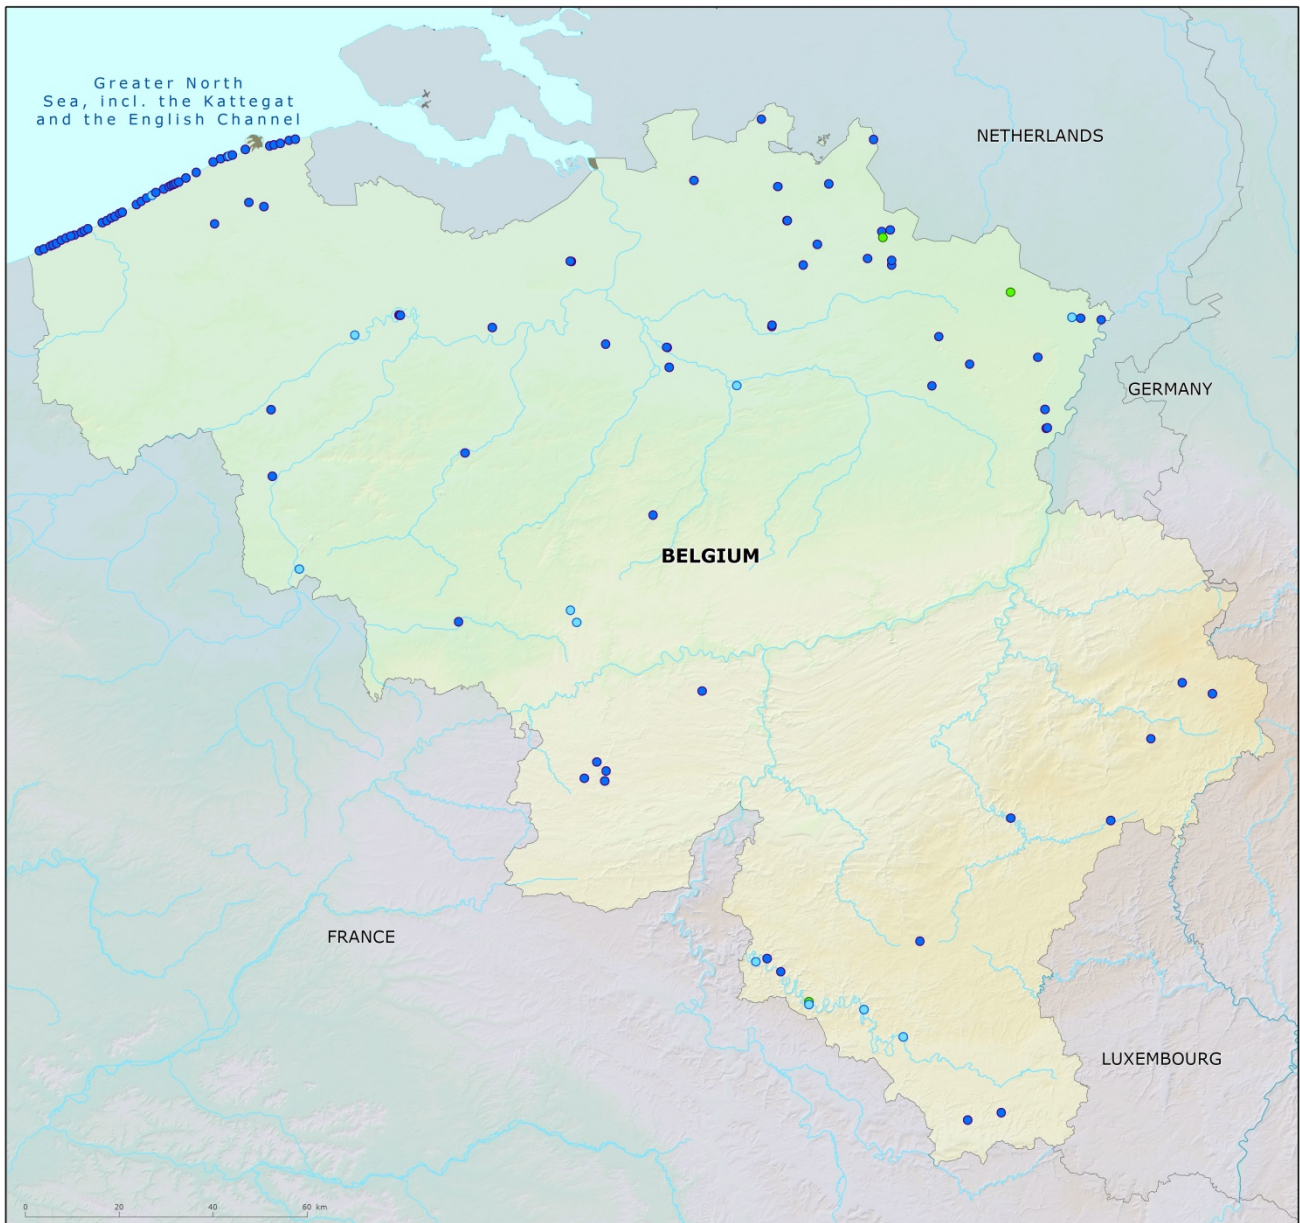 Greater North
Sea, incl. the Kattegat
and the English Channel
NETHERLANDS
GERMANY
BELGIUM
FRANCE
LUXEMBOURG
0 20 40 60 km